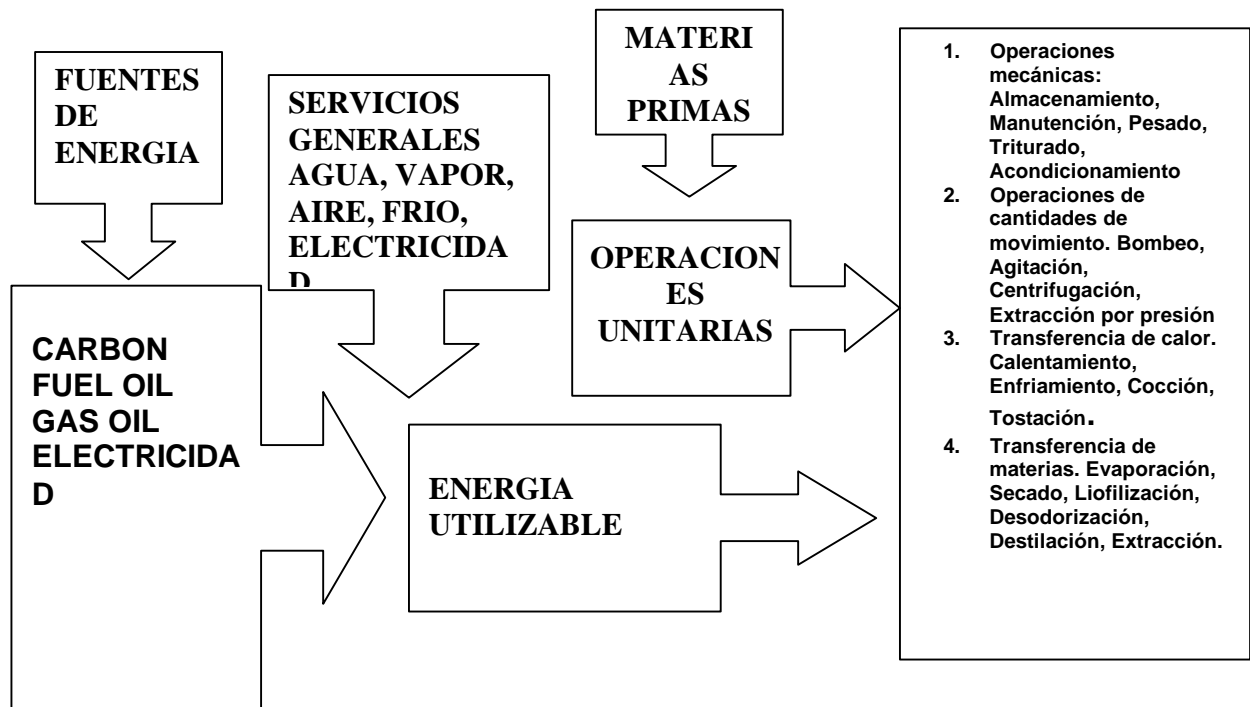 FUENTES
DE
ENERGIA
SERVICIOS
GENERALES
AGUA, VAPOR,
AIRE, FRIO,
ELECTRICIDA
D
MATERI
AS
PRIMAS
CARBON
FUEL OIL
GAS OIL
ELECTRICIDA
D
OPERACION
ES
UNITARIAS
ENERGIA
UTILIZABLE
1. Operaciones
mecánicas:
Almacenamiento,
Manutención, Pesado,
Triturado,
Acondicionamiento
2. Operaciones de
cantidades de
movimiento. Bombeo,
Agitación,
Centrifugación,
Extracción por presión
3. Transferencia de calor.
Calentamiento,
Enfriamiento, Cocción,
Tostación.
4. Transferencia de
materias. Evaporación,
Secado, Liofilización,
Desodorización,
Destilación, Extracción.